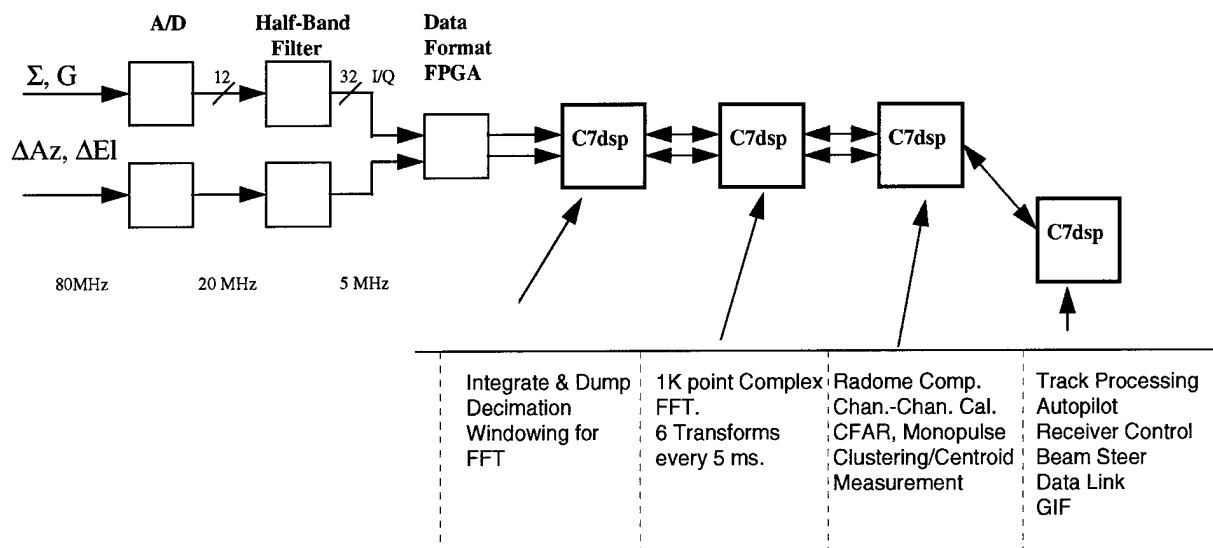 A/D
Half-Band
Filter
Data
Format
FPGA
Σ, G
12
32
I/Q
ΔAz, ΔEl
C7dsp
C7dsp
C7dsp
C7dsp
80MHz
20 MHz
5 MHz
Integrate & Dump
Decimation
Windowing for
FFT
1K point Complex
FFT.
6 Transforms
every 5 ms.
Radome Comp.
Chan.-Chan. Cal.
CFAR, Monopulse
Clustering/Centroid
Measurement
Track Processing
Autopilot
Receiver Control
Beam Steer
Data Link
GIF